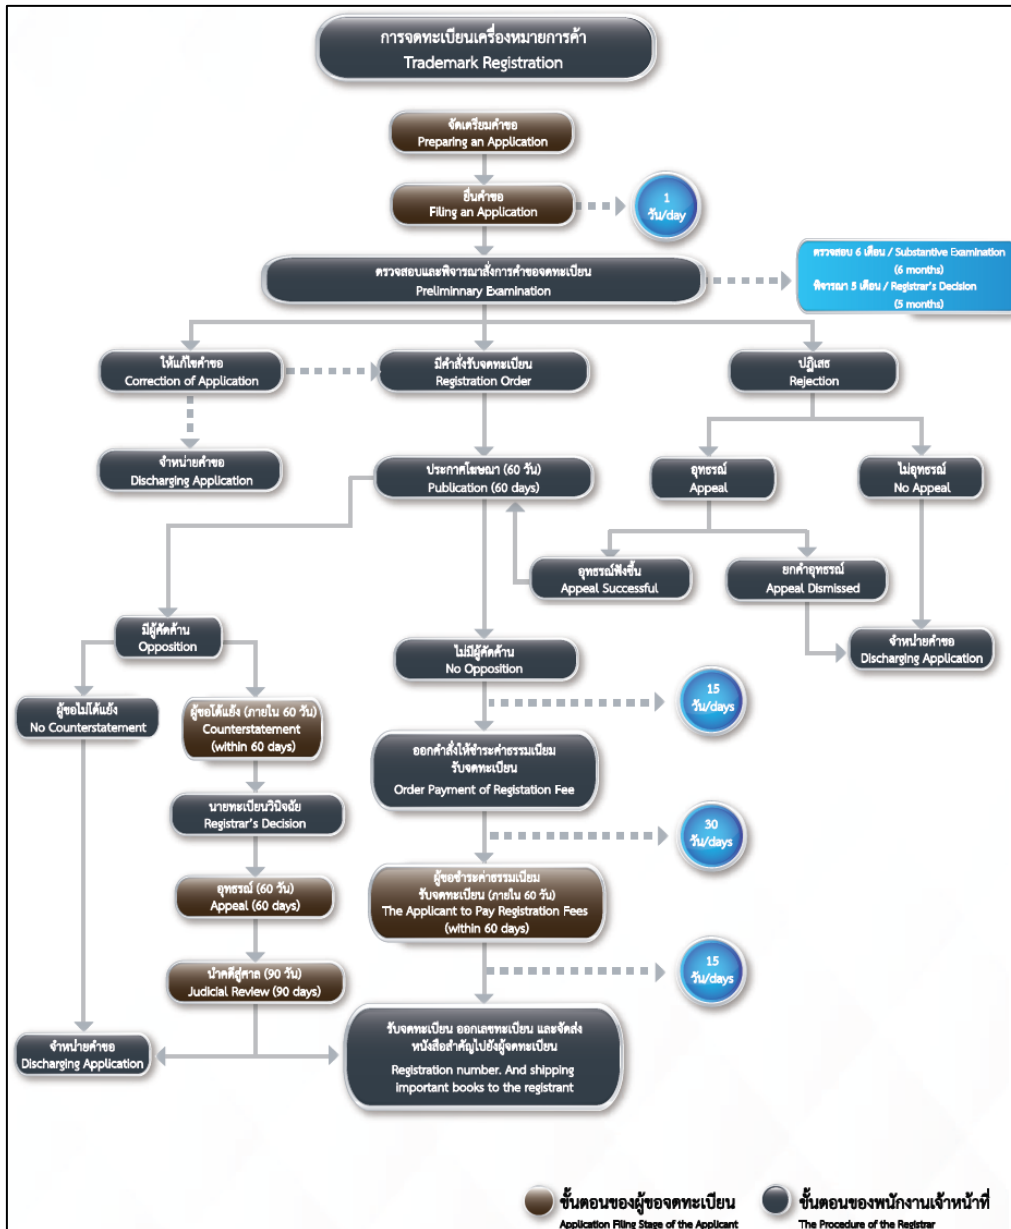 การจดทะเบียนเครื่องหมายการค้า
Trademark Registration
จัดเตรียมคำขอ
Preparing an Application
ยื่นคำขอ
Filing an Application
1
วัน/day
ตรวจสอบและพิจารณาสั่งการคำขอจดทะเบียน
Preliminnary Examination
ตรวจสอบ 6 เดือน / Substantive Examination
(6 months)
พิจารณา 5 เดือน / Registrar's Decision
(5 months)
ให้แก้ไขคำขอ
Correction of Application
มีคำสั่งรับจดทะเบียน
Registration Order
ปฏิเสธ
Rejection
จำหน่ายคำขอ
Discharging Application
ประกาศโฆษณา (60 วัน)
Publication (60 days)
อุทธรณ์
Appeal
ไม่อุทธรณ์
No Appeal
อุทธรณ์ฟังขึ้น
Appeal Successful
ยกคำอุทธรณ์
Appeal Dismissed
มีผู้คัดค้าน
Opposition
ไม่มีผู้คัดค้าน
No Opposition
จำหน่ายคำขอ
Discharging Application
ผู้ขอไม่โต้แย้ง
No Counterstatement
ผู้ขอโต้แย้ง (ภายใน 60 วัน)
Counterstatement
(within 60 days)
15
วัน/days
ออกคำสั่งให้ชำระค่าธรรมเนียม
รับจดทะเบียน
Order Payment of Registation Fee
นายทะเบียนวินิจฉัย
Registrar's Decision
30
วัน/days
อุทธรณ์ (60 วัน)
Appeal (60 days)
ผู้ขอชำระค่าธรรมเนียม
รับจดทะเบียน (ภายใน 60 วัน)
The Applicant to Pay Registration Fees
(within 60 days)
นำคดีสู่ศาล (90 วัน)
Judicial Review (90 days)
15
วัน/days
จำหน่ายคำขอ
Discharging Application
รับจดทะเบียน ออกเลขทะเบียน และจัดส่ง
หนังสือสำคัญไปยังผู้จดทะเบียน
Registration number. And shipping
important books to the registrant
ขั้นตอนของผู้ขอจดทะเบียน
Application Filing Stage of the Applicant
ขั้นตอนของพนักงานเจ้าหน้าที่
The Procedure of the Registrar